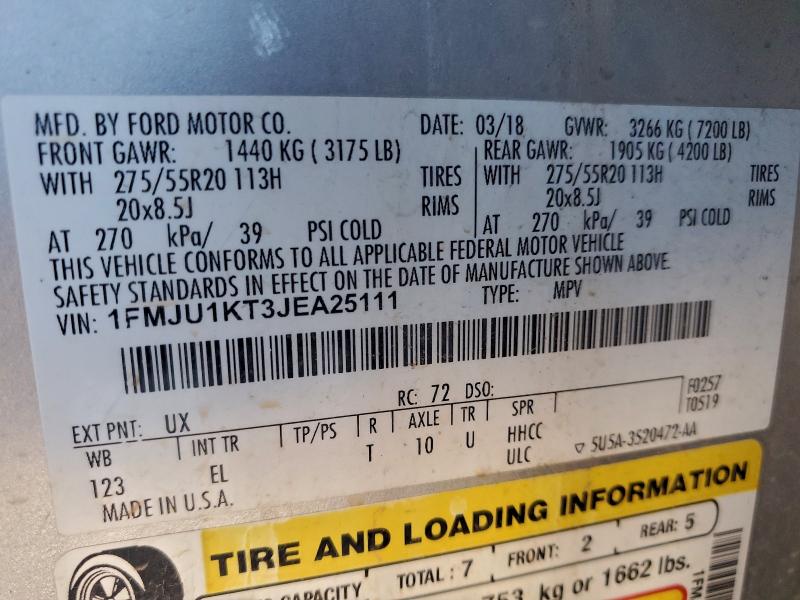 MFD. BY FORD MOTOR CO. DATE: 03/18 GVWR: 3266 KG ( 7200 LB)
FRONT GAWR: 1440 KG ( 3175 LB) REAR GAWR: 1905 KG ( 4200 LB)
WITH 275/55R20 113H TIRES WITH 275/55R20 113H TIRES
20x8.5J RIMS 20x8.5J RIMS
AT 270 kPa/ 39 PSI COLD AT 270 kPa/ 39 PSI COLD
THIS VEHICLE CONFORMS TO ALL APPLICABLE FEDERAL MOTOR VEHICLE
SAFETY STANDARDS IN EFFECT ON THE DATE OF MANUFACTURE SHOWN ABOVE.
VIN: 1FMJU1KT3JEA25111 TYPE: MPV
F0257
EXT PNT: UX RC: 72 DSO: T0519
WB INT TR TP/PS R AXLE TR SPR
123 EL T 10 U HHCC
ULC ▽ 5U5A-3520472-AA
MADE IN U.S.A.
TIRE AND LOADING INFORMATION
CAPACITY TOTAL : 7 FRONT: 2 REAR: 5
753 kg or 1662 lbs.
1FM